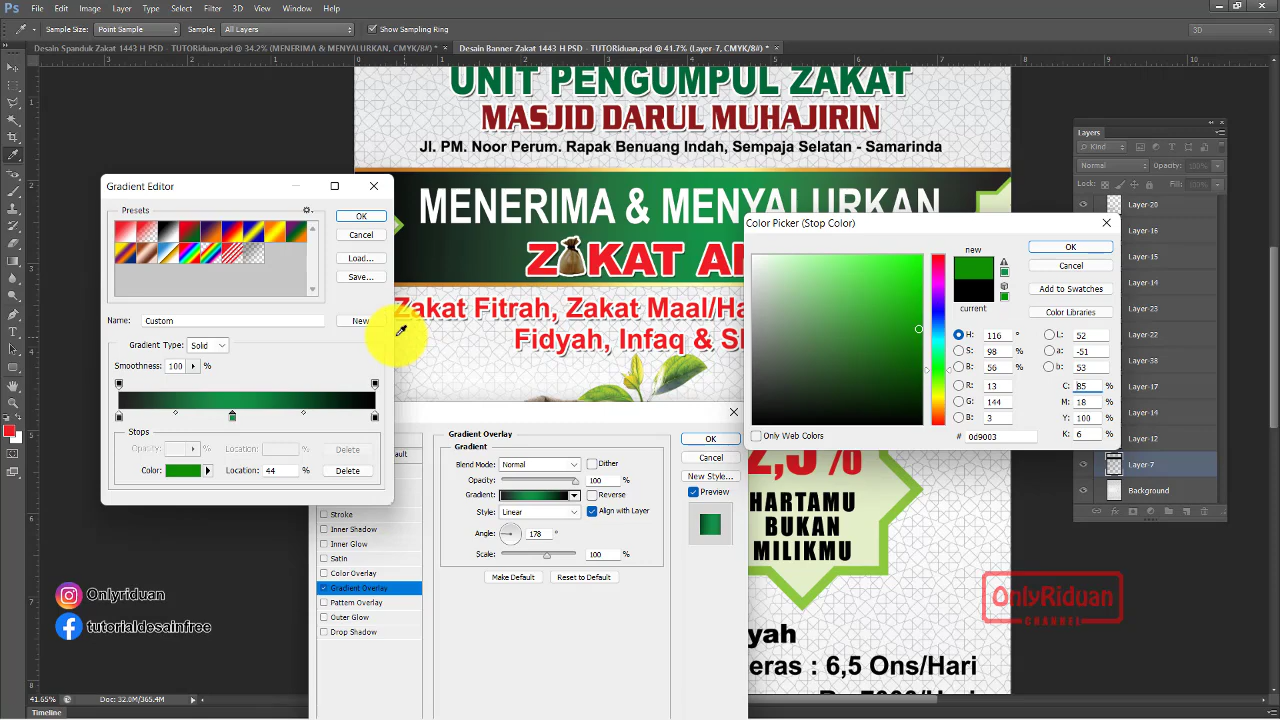 Ps File Edit Image Layer Type Select Filter 3D View Window Help
Sample Size: Point Sample Sample: All Layers Show Sampling Ring 3D
Desain Spanduk Zakat 1443 H PSD - TUTORiduan.psd @ 34.2% (MENERIMA & MENYALURKAN, CMYK/8#) * × Desain Banner Zakat 1443 H PSD - TUTORiduan.psd @ 41.7% (Layer-7, CMYK/8#) * ×
UNIT PENGUMPUL ZAKAT
MASJID DARUL MUHAJIRIN
Jl. PM. Noor Perum. Rapak Benuang Indah, Sempaja Selatan - Samarinda
MENERIMA & MENYALURKAN
ZAKAT
Zakat Fitrah, Zakat Maal/Ha
Fidyah, Infaq & S
2,5%
HARTAMU
BUKAN
MILIKMU
yah
eras : 6,5 Ons/Hari
Gradient Editor
Presets
OK
Cancel
Load...
Save...
Name: Custom New
Gradient Type: Solid
Smoothness: 100 %
Stops
Opacity: % Location: % Delete
Color: Location: 44 % Delete
Gradient Overlay
Gradient
Blend Mode: Normal Dither
Opacity: 100 %
Gradient: Reverse
Style: Linear Align with Layer
Angle: 178 °
Scale: 100 %
Make Default Reset to Default
OK
Cancel
New Style...
Preview
Stroke
Inner Shadow
Inner Glow
Satin
Color Overlay
Gradient Overlay
Pattern Overlay
Outer Glow
Drop Shadow
Color Picker (Stop Color)
new
current
OK
Cancel
Add to Swatches
Color Libraries
H: 116 ° L: 52
S: 98 % a: -51
B: 56 % b: 53
R: 13 C: 85 %
G: 144 M: 18 %
B: 3 Y: 100 %
# 0d9003 K: 6 %
Only Web Colors
Layers
Kind
Normal Opacity: 100%
Lock: Fill: 100%
Layer-20
Layer-16
Layer-15
Layer-23
Layer-22
Layer-38
Layer-17
Layer-14
Layer-12
Layer-7
Background
Onlyriduan
tutorialdesainfree
OnlyRiduan
CHANNEL
41.65% Doc: 32.0M/365.4M
Timeline